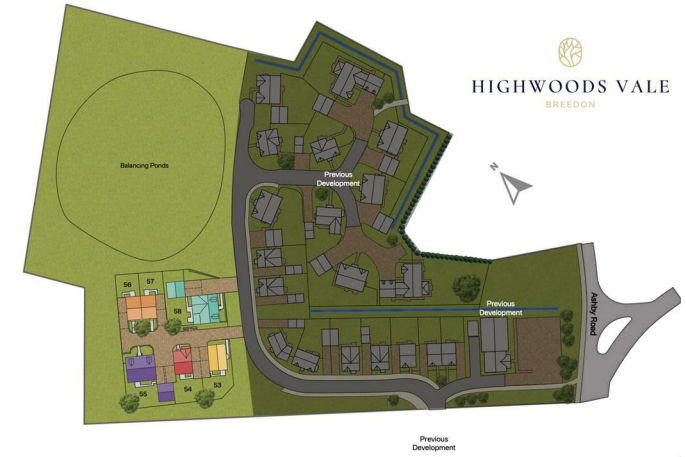 HIGHWOODS VALE
BREEDON
N
Balancing Ponds
Previous
Development
Previous
Development
Ashby Road
56
57
58
55
54
53
Previous
Development